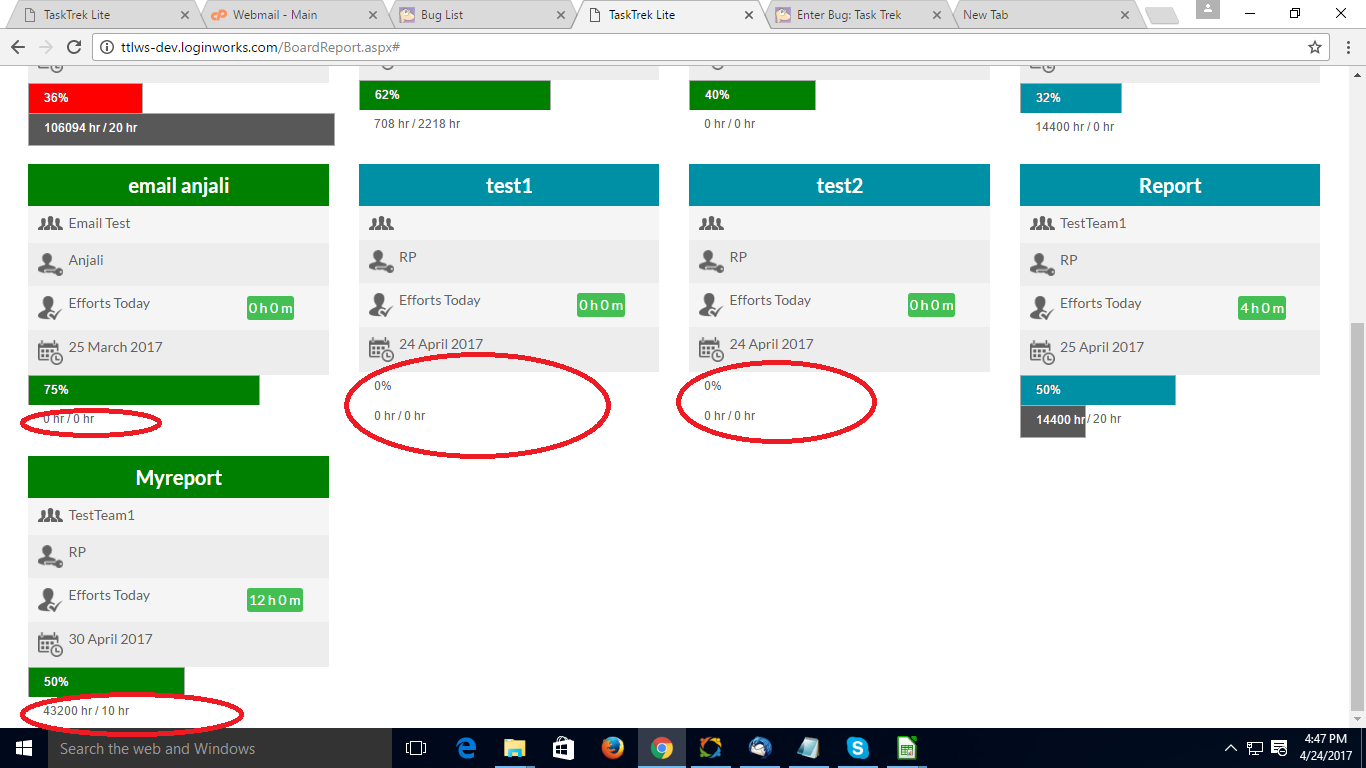 TaskTrek Lite
Webmail - Main
Bug List
TaskTrek Lite
Enter Bug: Task Trek
New Tab
ttlws-dev.loginworks.com/BoardReport.aspx#
36%
106094 hr / 20 hr
62%
708 hr / 2218 hr
40%
0 hr / 0 hr
32%
14400 hr / 0 hr
email anjali
Email Test
Anjali
Efforts Today 0 h 0 m
25 March 2017
75%
0 hr / 0 hr
test1
RP
Efforts Today 0 h 0 m
24 April 2017
0%
0 hr / 0 hr
test2
RP
Efforts Today 0 h 0 m
24 April 2017
0%
0 hr / 0 hr
Report
TestTeam1
RP
Efforts Today 4 h 0 m
25 April 2017
50%
14400 hr / 20 hr
Myreport
TestTeam1
RP
Efforts Today 12 h 0 m
30 April 2017
50%
43200 hr / 10 hr
Search the web and Windows
4:47 PM
4/24/2017